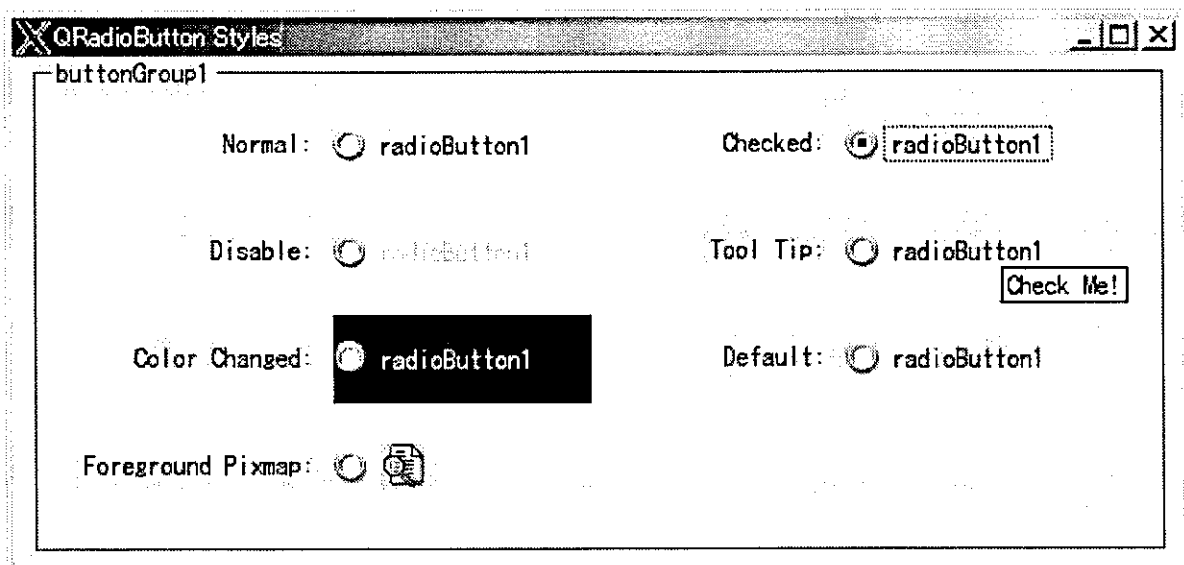 QRadioButton Styles
buttonGroup1
Normal: radioButton1 Checked: radioButton1
Disable: radioButton1 Tool Tip: radioButton1
Check Me!
Color Changed: radioButton1 Default: radioButton1
Foreground Pixmap: